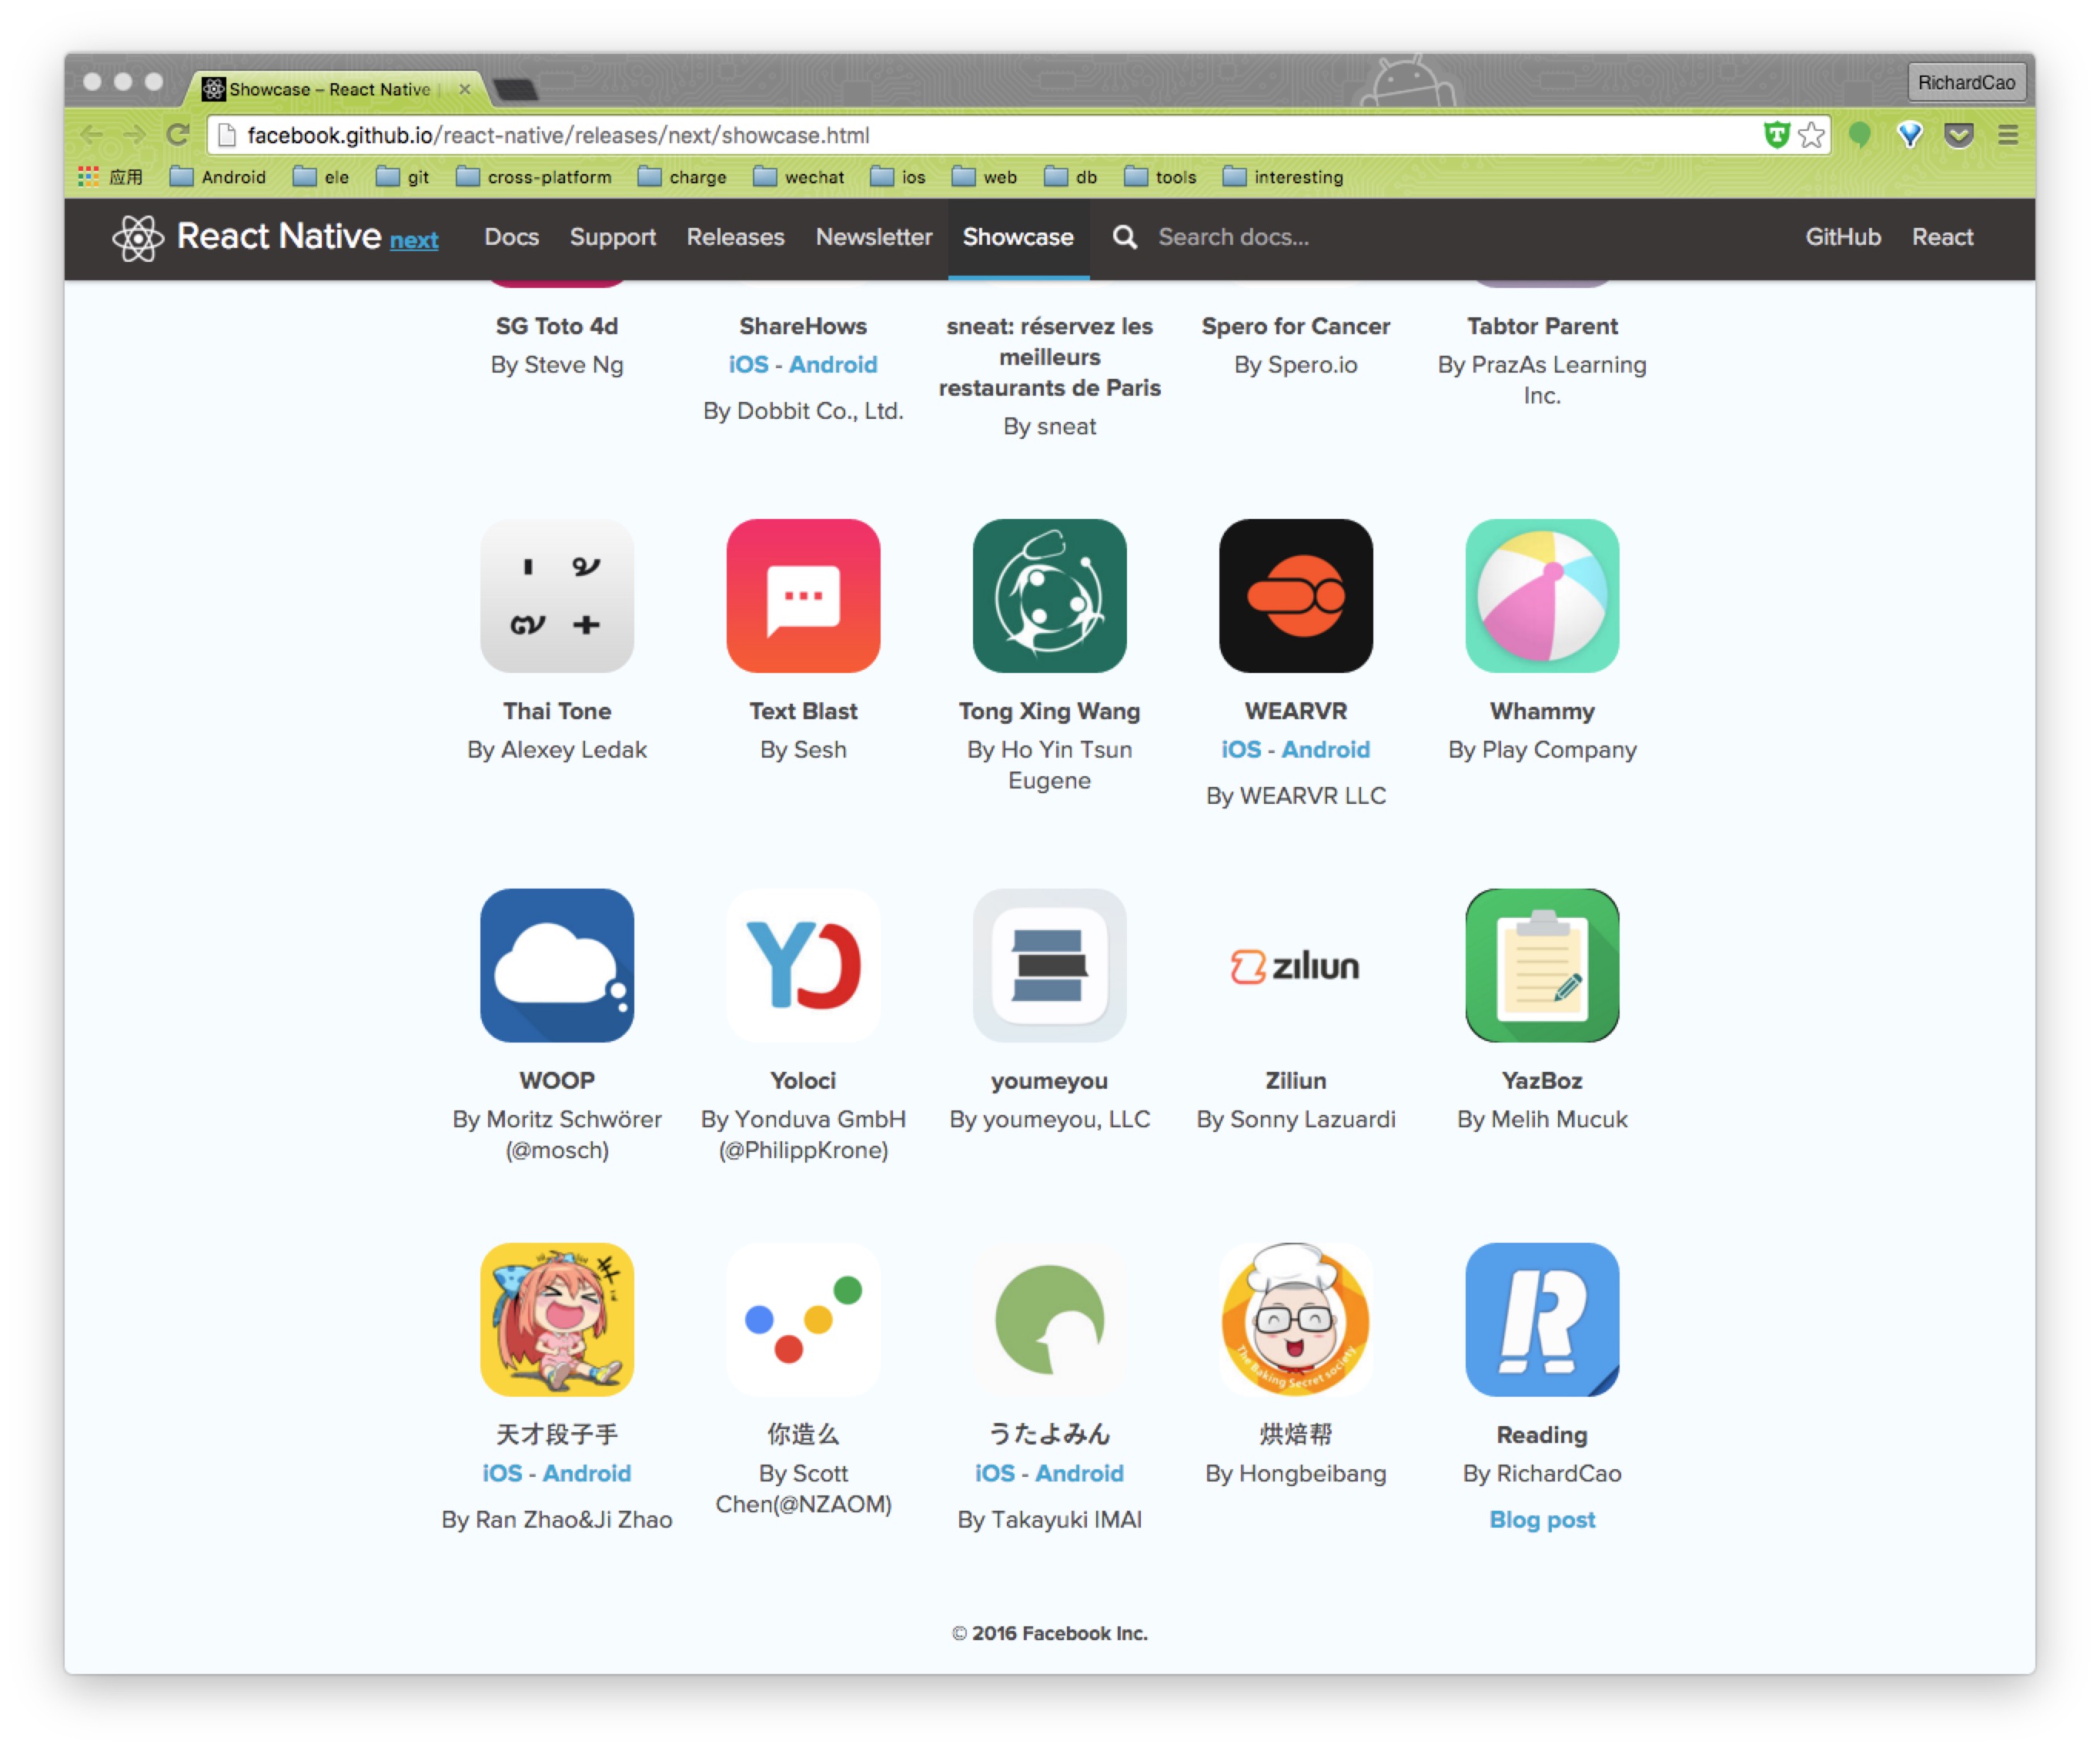 Showcase – React Native |
RichardCao
facebook.github.io/react-native/releases/next/showcase.html
应用 Android ele git cross-platform charge wechat ios web db tools interesting
React Native next Docs Support Releases Newsletter Showcase Search docs... GitHub React
SG Toto 4d
By Steve Ng
ShareHows
iOS - Android
By Dobbit Co., Ltd.
sneat: réservez les
meilleurs
restaurants de Paris
By sneat
Spero for Cancer
By Spero.io
Tabtor Parent
By PrazAs Learning
Inc.
Thai Tone
By Alexey Ledak
Text Blast
By Sesh
Tong Xing Wang
By Ho Yin Tsun
Eugene
WEARVR
iOS - Android
By WEARVR LLC
Whammy
By Play Company
WOOP
By Moritz Schwörer
(@mosch)
YO
Yoloci
By Yonduva GmbH
(@PhilippKrone)
youmeyou
By youmeyou, LLC
ziliun
Ziliun
By Sonny Lazuardi
YazBoz
By Melih Mucuk
天才段子手
iOS - Android
By Ran Zhao&Ji Zhao
你造么
By Scott
Chen(@NZAOM)
うたよみん
iOS - Android
By Takayuki IMAI
The Baking Secret society
烘焙帮
By Hongbeibang
R
Reading
By RichardCao
Blog post
© 2016 Facebook Inc.